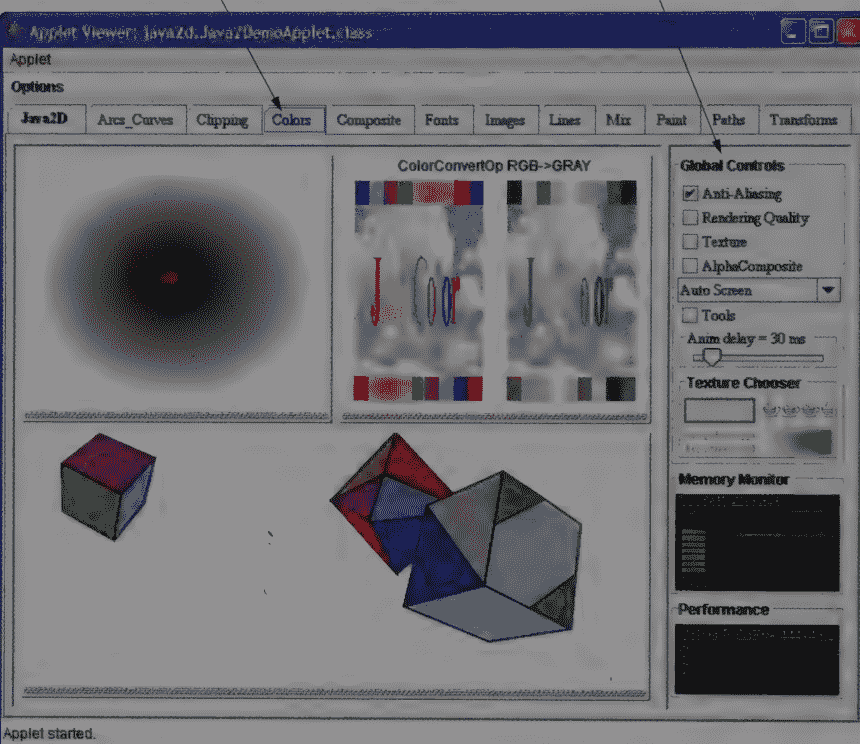 Applet Viewer: java2d.Java2DemoApplet.class
Applet
Options
Java2D Arcs_Curves Clipping Colors Composite Fonts Images Lines Mix Paint Paths Transforms
ColorConvertOp RGB->GRAY
Java Color
Global Controls
Anti-Aliasing
Rendering Quality
Texture
AlphaComposite
Auto Screen
Tools
Anim delay = 30 ms
Texture Chooser
Memory Monitor
Performance
Applet started.